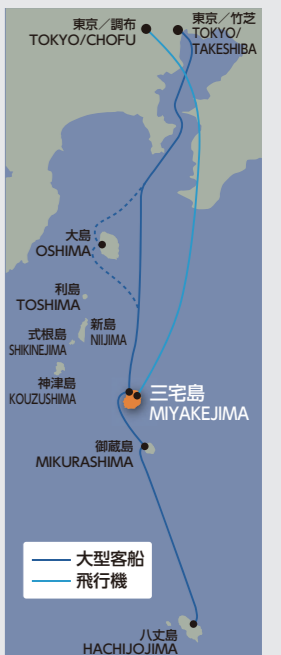 東京／調布
TOKYO/CHOFU
東京／竹芝
TOKYO/
TAKESHIBA
大島
OSHIMA
利島
TOSHIMA
新島
NIIJIMA
式根島
SHIKINEJIMA
神津島
KOUZUSHIMA
三宅島
MIYAKEJIMA
御蔵島
MIKURASHIMA
大型客船
飛行機
八丈島
HACHIJOJIMA